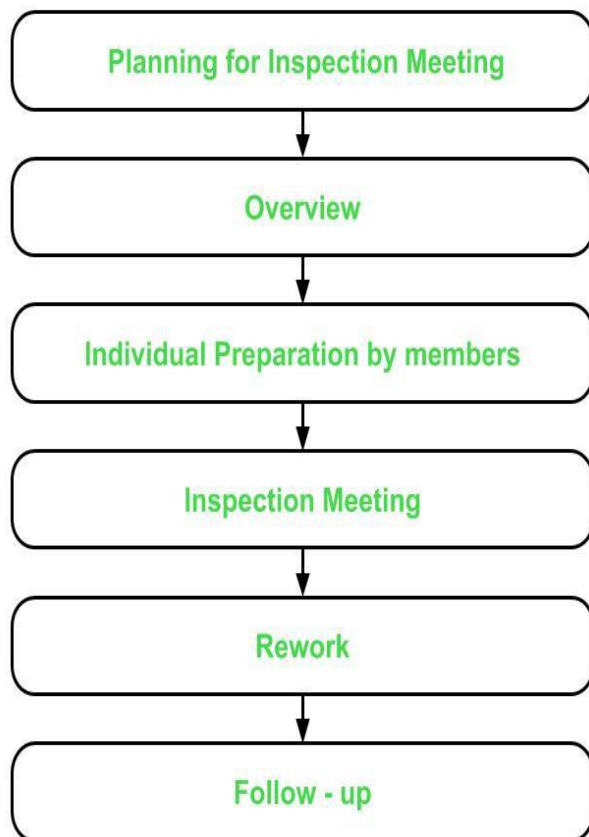 Planning for Inspection Meeting
Overview
Individual Preparation by members
Inspection Meeting
Rework
Follow - up